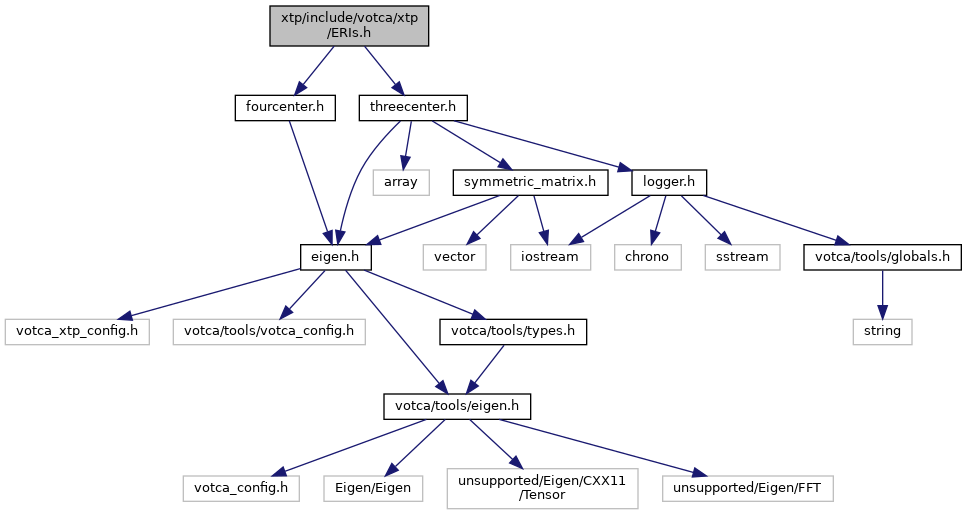 xtp/include/votca/xtp
/ERIs.h
fourcenter.h
threecenter.h
array
symmetric_matrix.h
logger.h
eigen.h
vector
iostream
chrono
sstream
votca/tools/globals.h
votca_xtp_config.h
votca/tools/votca_config.h
votca/tools/types.h
string
votca/tools/eigen.h
votca_config.h
Eigen/Eigen
unsupported/Eigen/CXX11
/Tensor
unsupported/Eigen/FFT